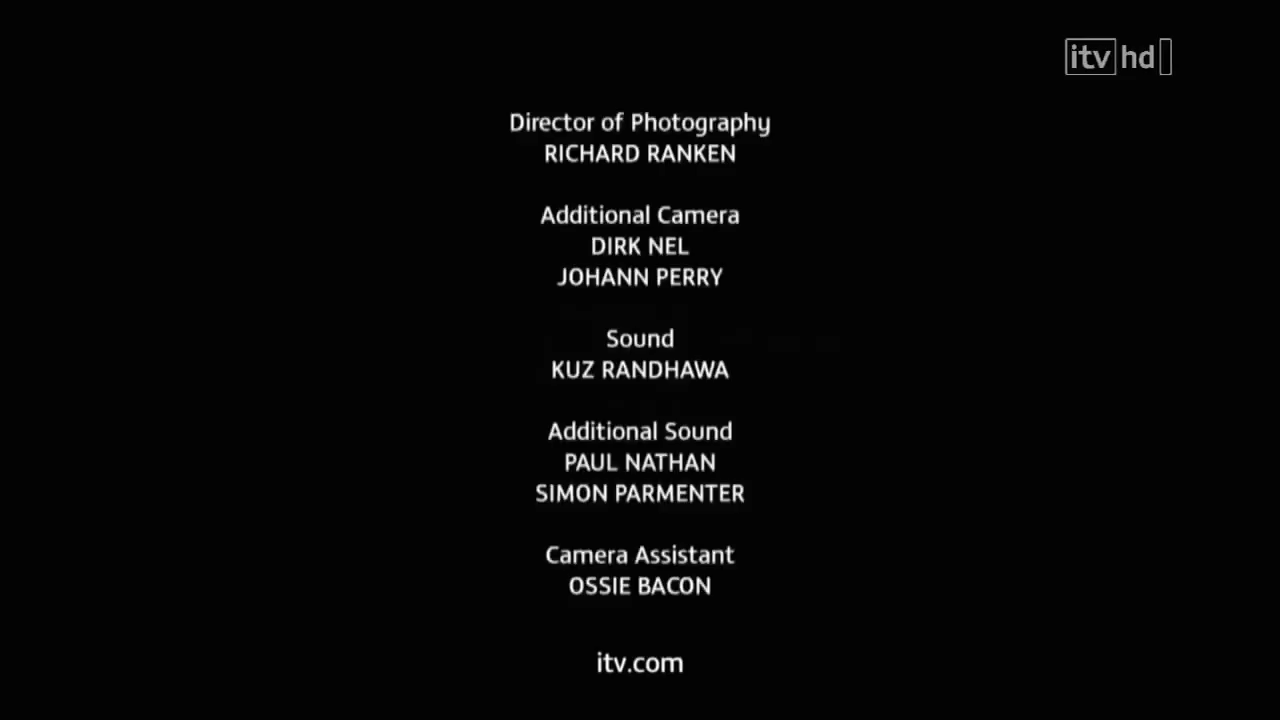 itv hd
Director of Photography
RICHARD RANKEN
Additional Camera
DIRK NEL
JOHANN PERRY
Sound
KUZ RANDHAWA
Additional Sound
PAUL NATHAN
SIMON PARMENTER
Camera Assistant
OSSIE BACON
itv.com